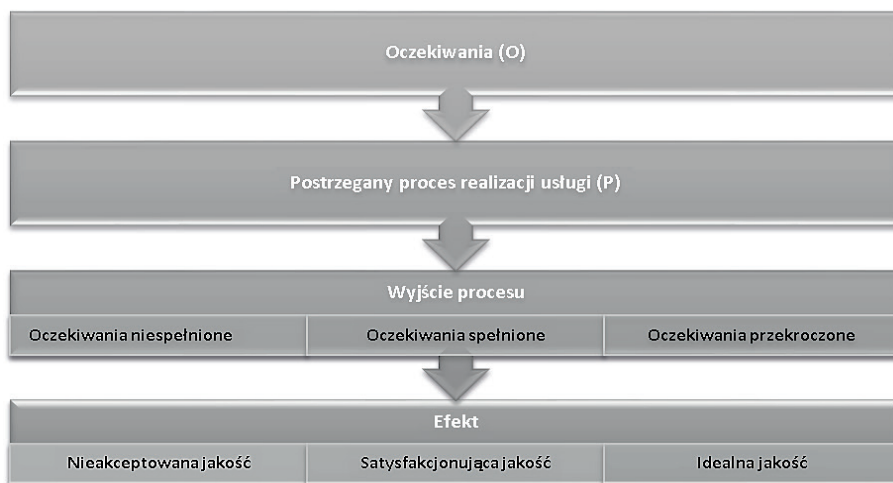 Oczekiwania (O)
Postrzegany proces realizacji usługi (P)
Wyjście procesu
Oczekiwania niespełnione Oczekiwania spełnione Oczekiwania przekroczone
Efekt
Nieakceptowana jakość Satysfakcjonująca jakość Idealna jakość